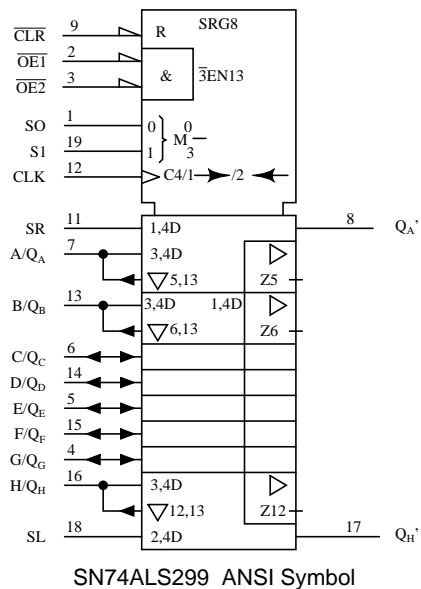 SRG8
CLR 9 R
OE1 2
& 3EN13
OE2 3
SO 1 0 M 0
S1 19 1 3
CLK 12 C4/1 /2
SR 11 1,4D 8 QA'
A/QA 7 3,4D
5,13 Z5
B/QB 13 3,4D 1,4D
6,13 Z6
C/QC 6
D/QD 14
E/QE 5
F/QF 15
G/QG 4
H/QH 16 3,4D
12,13 Z12
SL 18 2,4D 17 QH'
SN74ALS299 ANSI Symbol